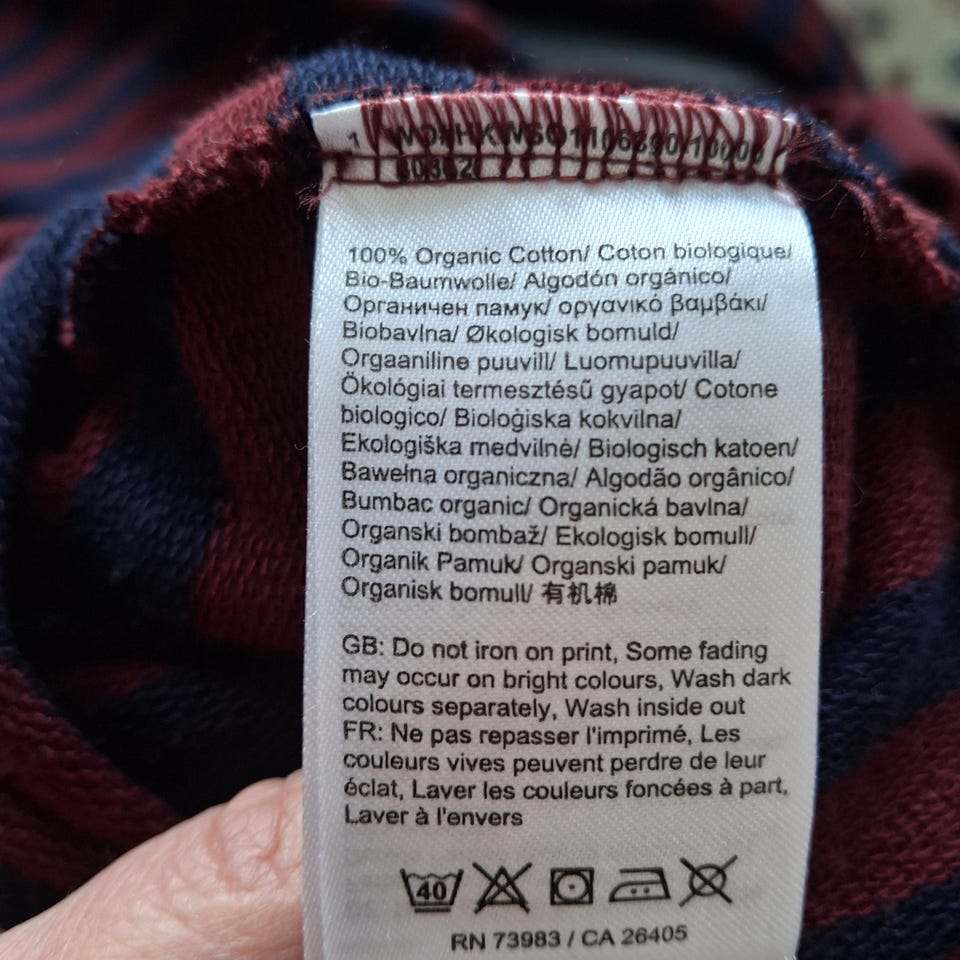 100% Organic Cotton/ Coton biologique/
Bio-Baumwolle/ Algodón orgánico/
Органичен памук/ οργανικό βαμβάκι/
Biobavlna/ Økologisk bomuld/
Orgaaniline puuvill/ Luomupuuvilla/
Ökológiai termesztésű gyapot/ Cotone
biologico/ Bioloģiska kokvilna/
Ekologiška medvilnė/ Biologisch katoen/
Bawełna organiczna/ Algodão orgânico/
Bumbac organic/ Organická bavlna/
Organski bombaž/ Ekologisk bomull/
Organik Pamuk/ Organski pamuk/
Organisk bomull/ 有机棉
GB: Do not iron on print, Some fading
may occur on bright colours, Wash dark
colours separately, Wash inside out
FR: Ne pas repasser l'imprimé, Les
couleurs vives peuvent perdre de leur
éclat, Laver les couleurs foncées à part,
Laver à l'envers
40
RN 73983 / CA 26405